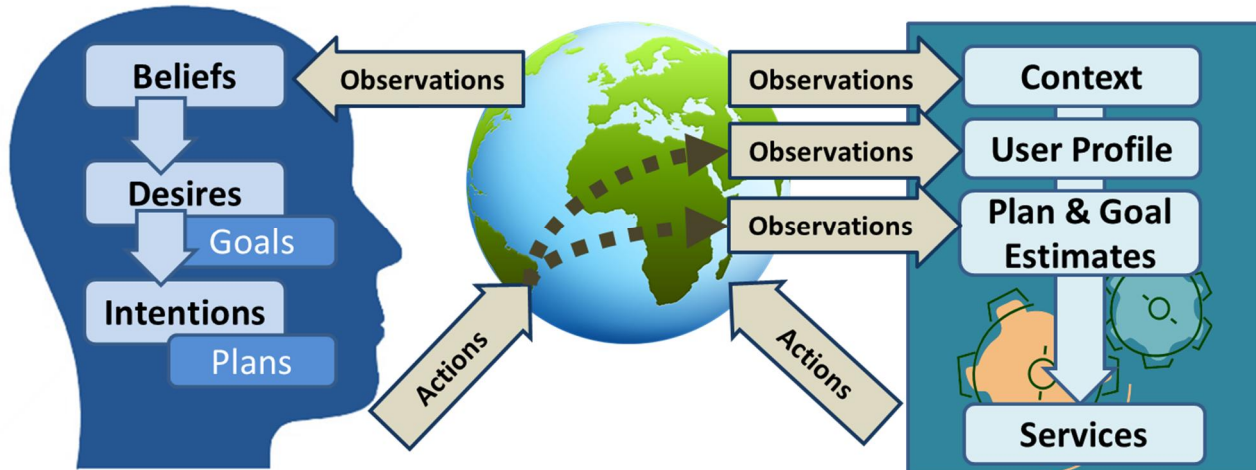 Beliefs
Desires
Goals
Intentions
Plans
Observations
Actions
Observations
Observations
Observations
Actions
Context
User Profile
Plan & Goal
Estimates
Services